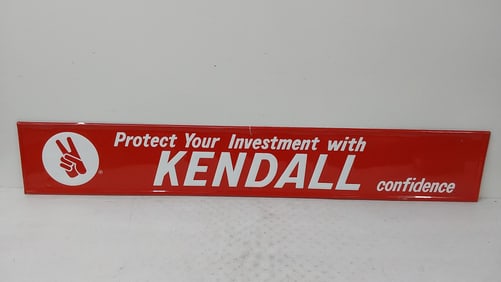 Protect Your Investment with
KENDALL confidence